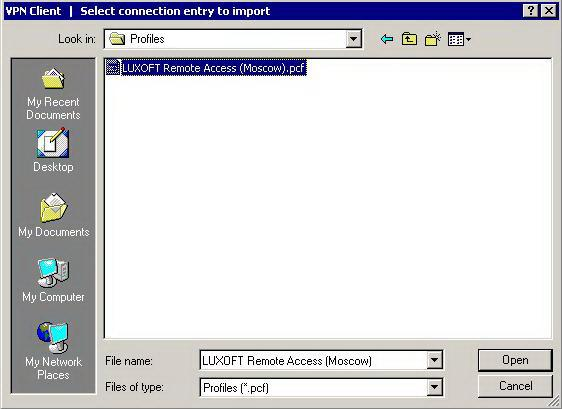 VPN Client | Select connection entry to import
Look in: Profiles
LUXOFT Remote Access (Moscow).pcf
My Recent
Documents
Desktop
My Documents
My Computer
My Network
Places
File name: LUXOFT Remote Access (Moscow) Open
Files of type: Profiles (*.pcf) Cancel